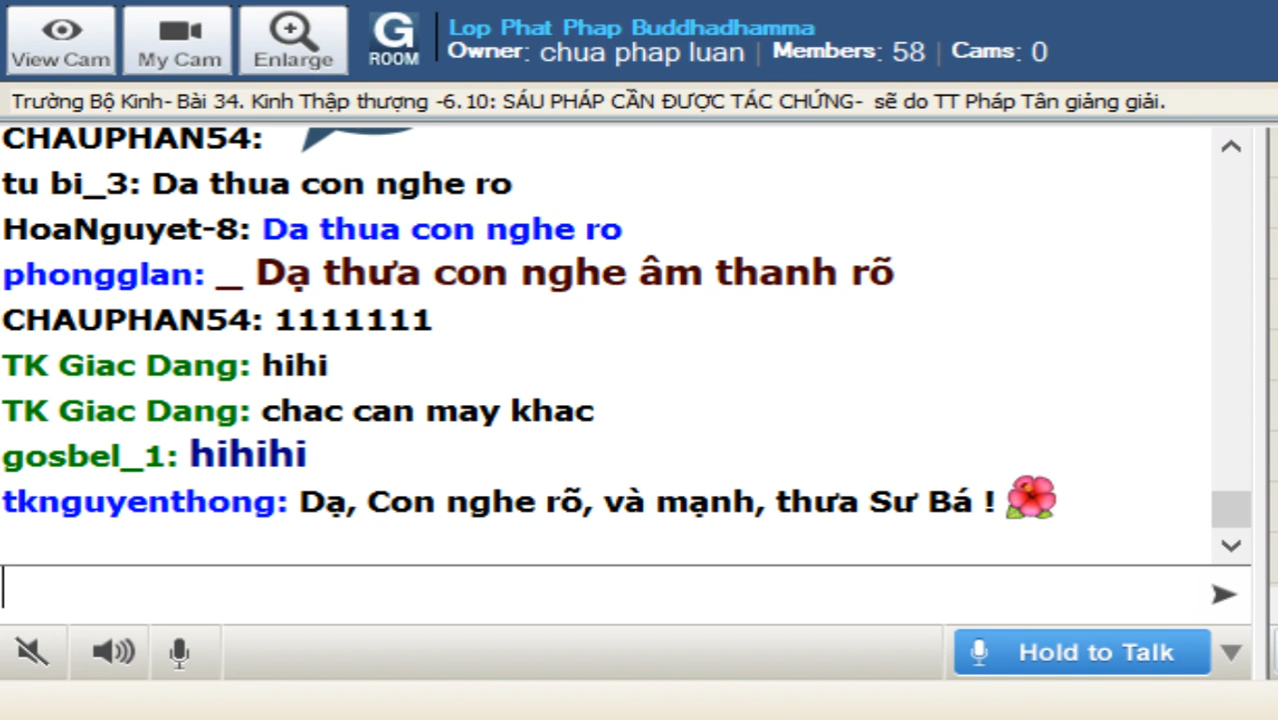 View Cam My Cam Enlarge G ROOM Lop Phat Phap Buddhadhamma
Owner: chua phap luan | Members: 58 | Cams: 0
Trường Bộ Kinh- Bài 34. Kinh Thập thượng -6.10: SÁU PHÁP CẦN ĐƯỢC TÁC CHỨNG- sẽ do TT Pháp Tân giảng giải.
CHAUPHAN54:
tu bi_3: Da thua con nghe ro
HoaNguyet-8: Da thua con nghe ro
phongglan: _ Dạ thưa con nghe âm thanh rõ
CHAUPHAN54: 1111111
TK Giac Dang: hihi
TK Giac Dang: chac can may khac
gosbel_1: hihihi
tknguyenthong: Dạ, Con nghe rõ, và mạnh, thưa Sư Bá !
Hold to Talk